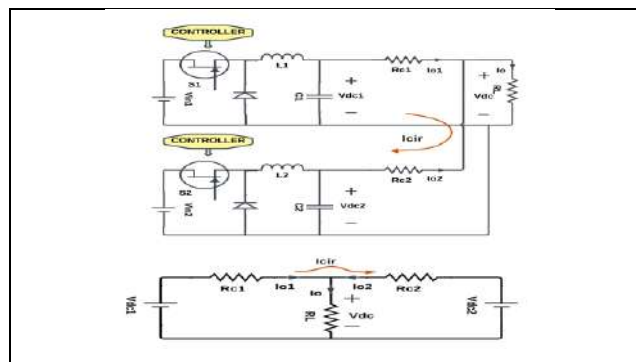 CONTROLLER
S1
L1
Rc1
Io1
Io
Vin1
C1
+
Vdc1
−
+
Vdc
−
RL
Icir
CONTROLLER
S2
L2
Rc2
Io2
Vin2
C2
+
Vdc2
−
Icir
Rc1
Io1
Io2
Rc2
Io
+
Vdc
−
RL
Vdc1
Vdc2